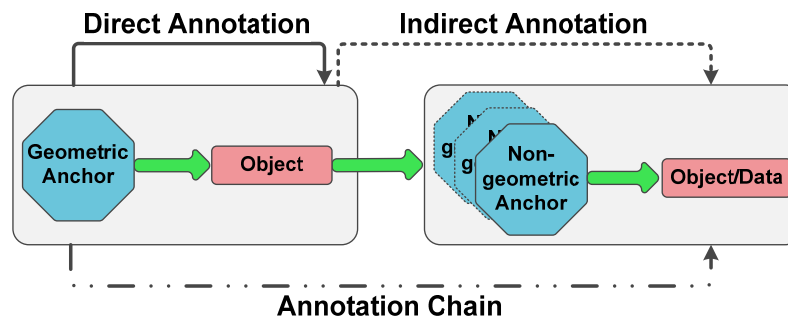 Direct Annotation
Indirect Annotation
Geometric
Anchor
Object
N
g
N
g
Non-
geometric
Anchor
Object/Data
Annotation Chain